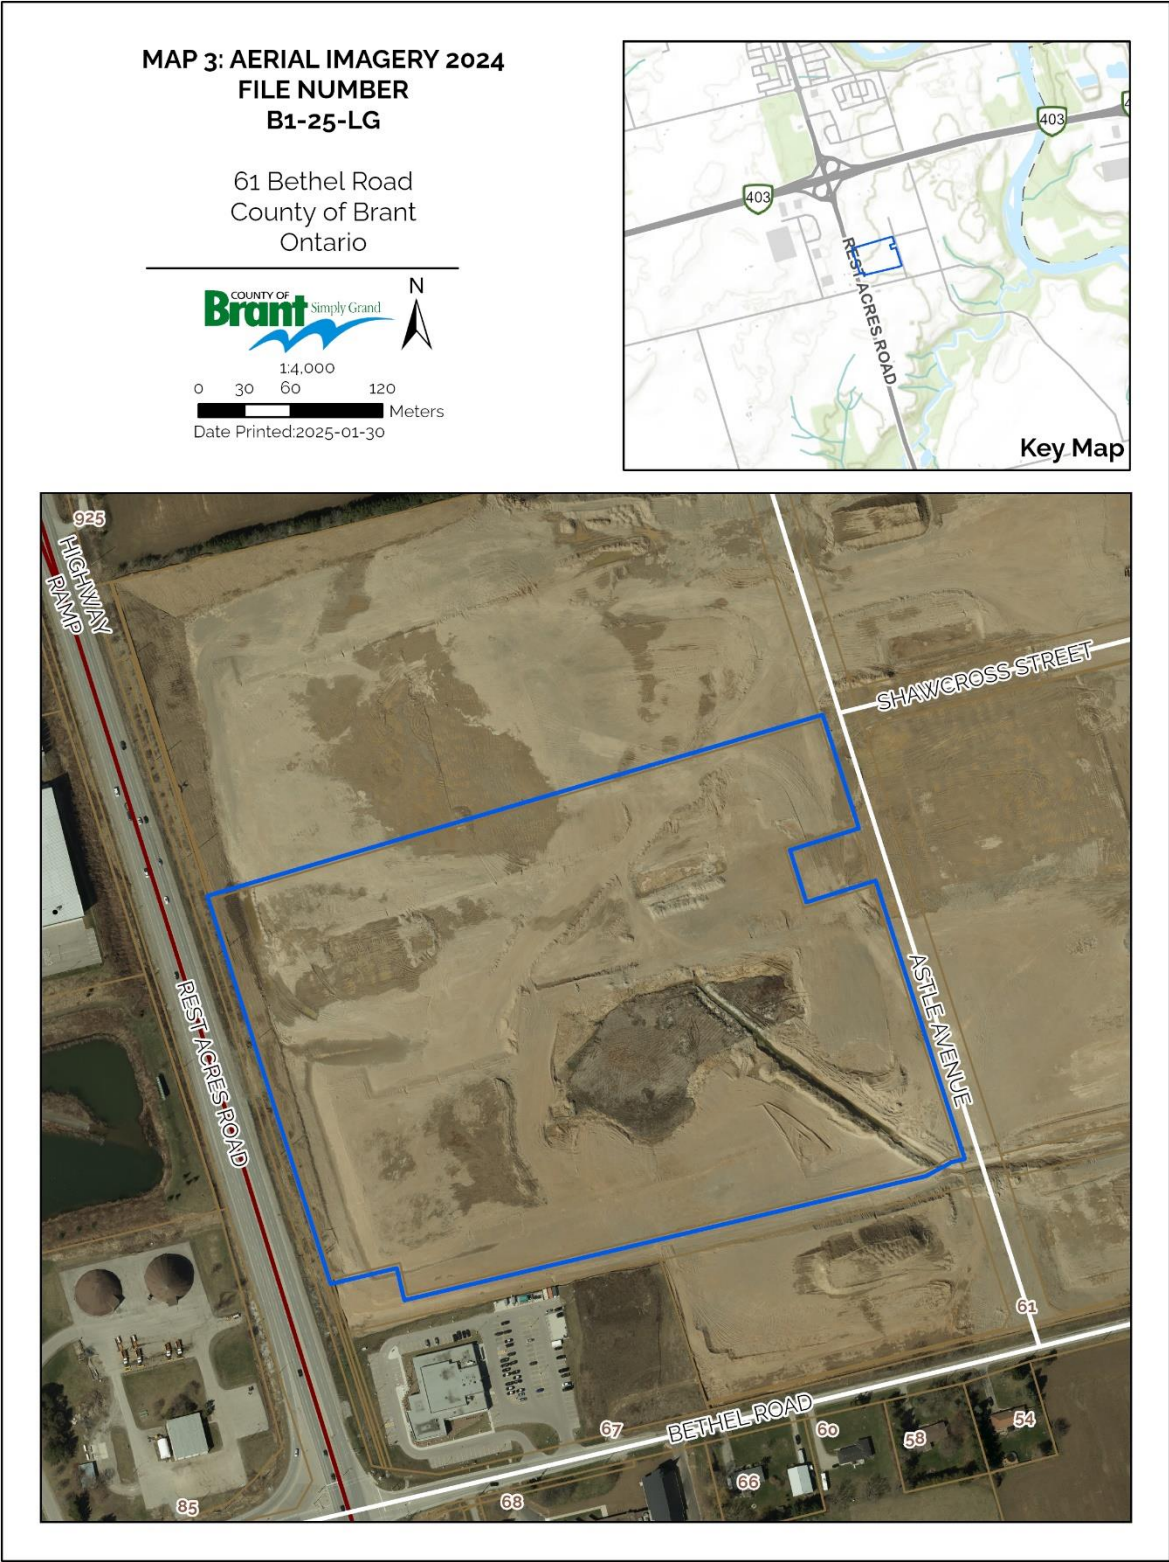 MAP 3: AERIAL IMAGERY 2024
FILE NUMBER
B1-25-LG
61 Bethel Road
County of Brant
Ontario
COUNTY OF
Brant Simply Grand
N
1:4,000
0 30 60 120
Meters
Date Printed:2025-01-30
403
403
REST ACRES ROAD
Key Map
925
HIGHWAY
RAMP
SHAWCROSS STREET
REST ACRES ROAD
ASTLE AVENUE
61
BETHEL ROAD
67
60
58
54
66
68
85